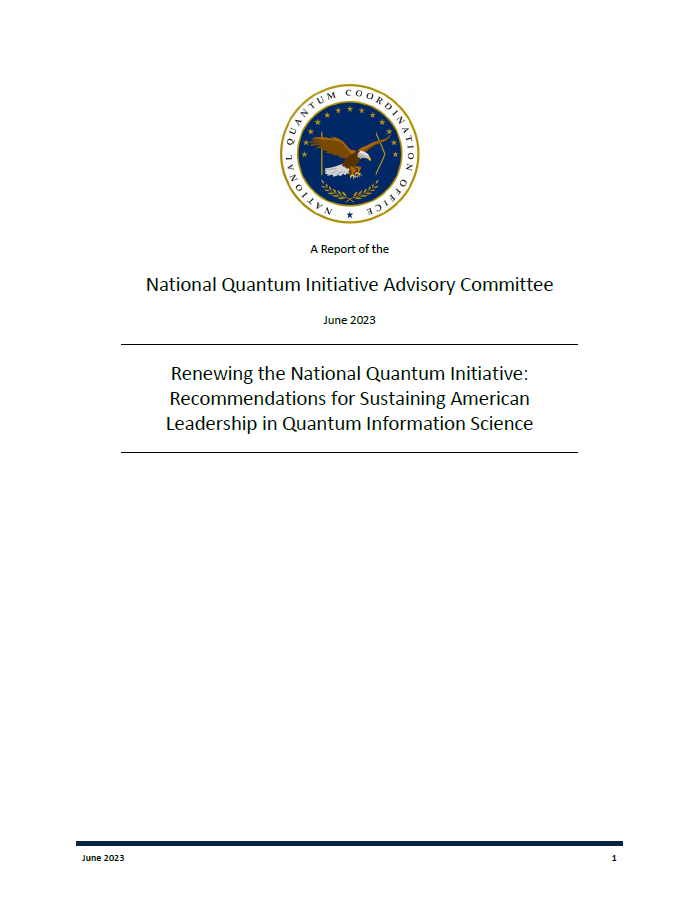 NATIONAL QUANTUM COORDINATION OFFICE
A Report of the
National Quantum Initiative Advisory Committee
June 2023
Renewing the National Quantum Initiative:
Recommendations for Sustaining American
Leadership in Quantum Information Science
June 2023 1